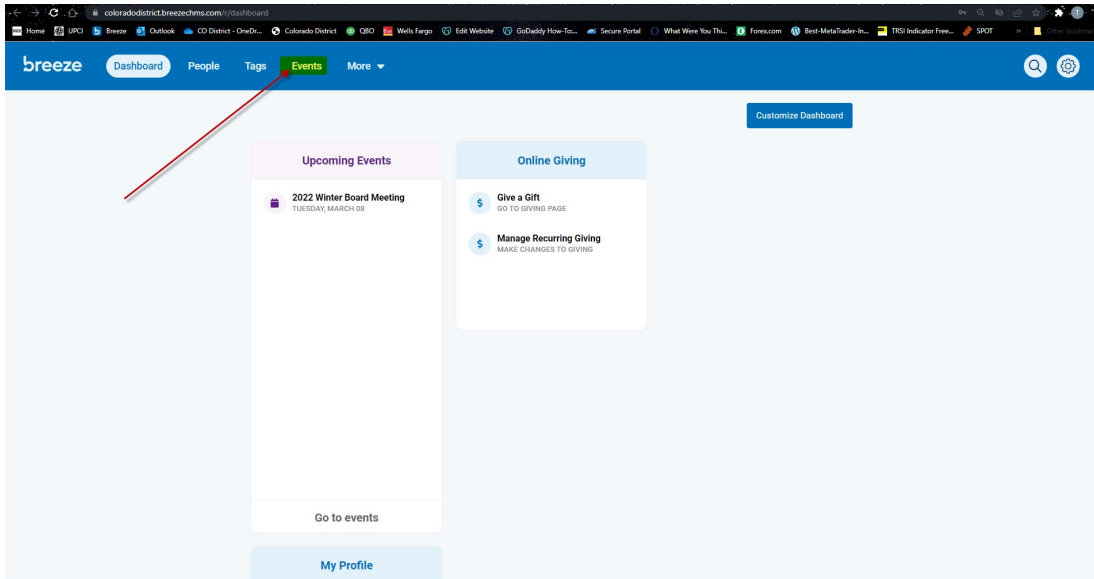 coloradodistrict.breezechms.com/r/dashboard
Home UPCI Breeze Outlook CO District - OneDr... Colorado District QBO Wells Fargo Edit Website GoDaddy How-To:... Secure Portal What Were You Thi... Forex.com Best-MetaTrader-In... TRSI Indicator Free... SPOT » Other bookmar
breeze Dashboard People Tags Events More
Customize Dashboard
Upcoming Events
2022 Winter Board Meeting
TUESDAY, MARCH 08
Go to events
Online Giving
Give a Gift
GO TO GIVING PAGE
Manage Recurring Giving
MAKE CHANGES TO GIVING
My Profile